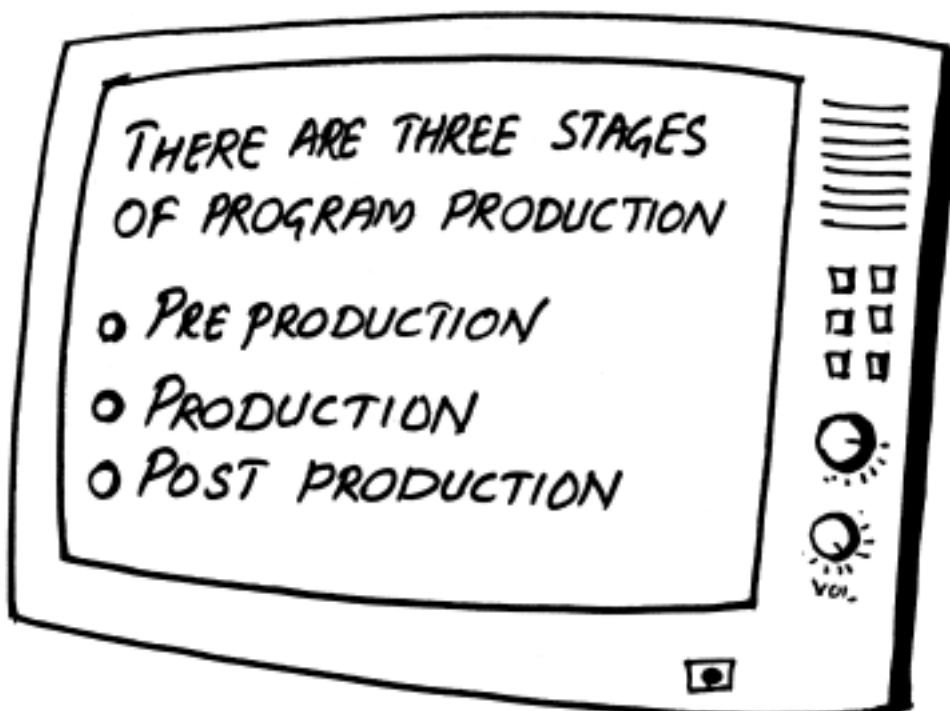 THERE ARE THREE STAGES
OF PROGRAM PRODUCTION
PRE PRODUCTION
PRODUCTION
POST PRODUCTION
VOL.